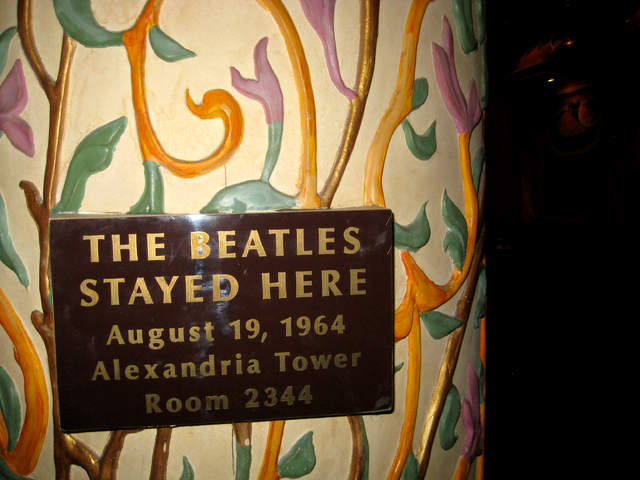 THE BEATLES
STAYED HERE
August 19, 1964
Alexandria Tower
Room 2344